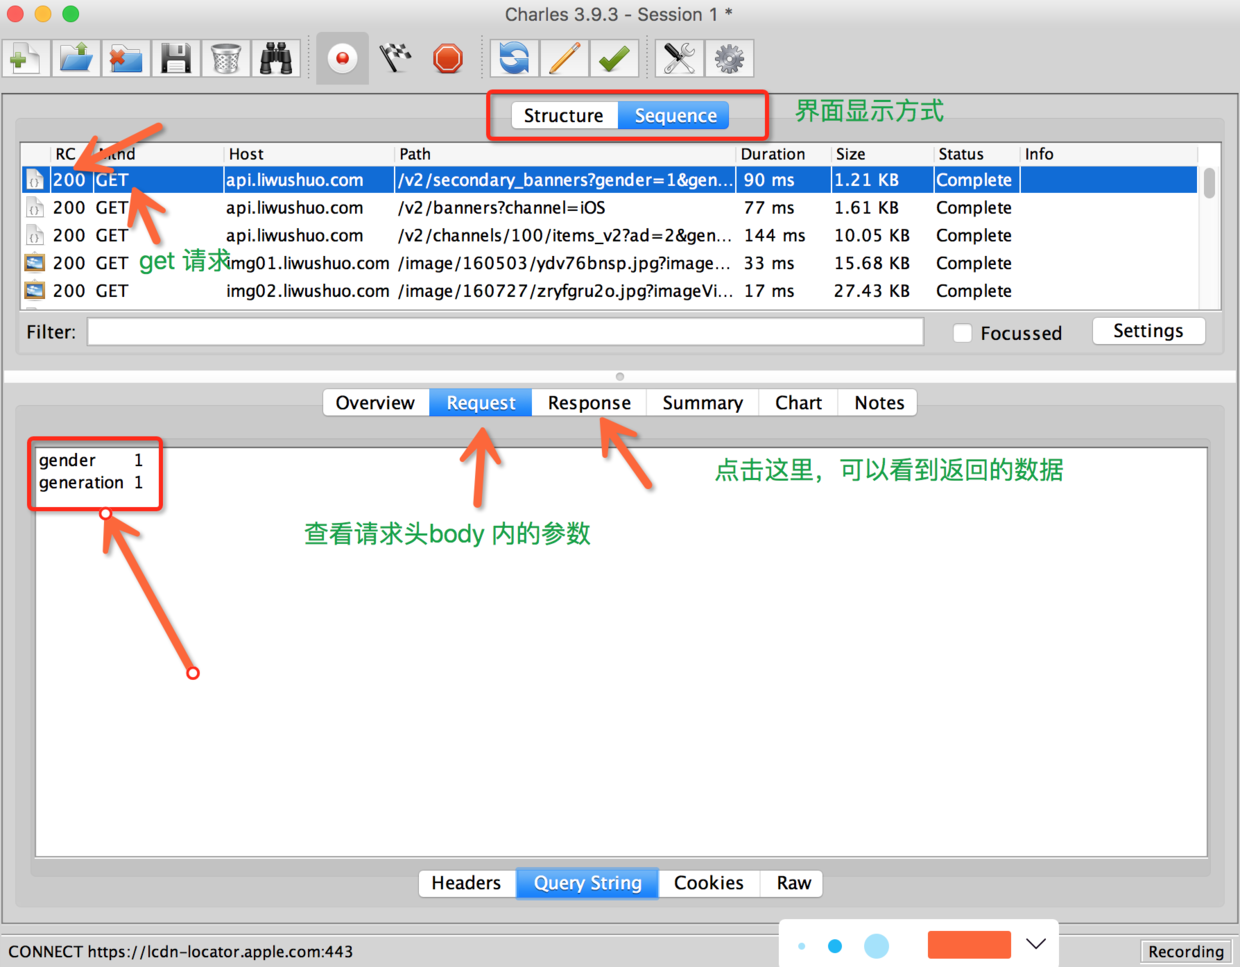 Charles 3.9.3 - Session 1 *
Structure Sequence 界面显示方式
RC Mthd Host Path Duration Size Status Info
200 GET api.liwushuo.com /v2/secondary_banners?gender=1&gen... 90 ms 1.21 KB Complete
200 GET api.liwushuo.com /v2/banners?channel=iOS 77 ms 1.61 KB Complete
200 GET api.liwushuo.com /v2/channels/100/items_v2?ad=2&gen... 144 ms 10.05 KB Complete
200 GET img01.liwushuo.com /image/160503/ydv76bnsp.jpg?image... 33 ms 15.68 KB Complete
get 请求
200 GET img02.liwushuo.com /image/160727/zryfgru2o.jpg?imageVi... 17 ms 27.43 KB Complete
Filter: Focussed Settings
Overview Request Response Summary Chart Notes
gender 1
generation 1
点击这里，可以看到返回的数据
查看请求头body 内的参数
Headers Query String Cookies Raw
CONNECT https://lcdn-locator.apple.com:443 Recording